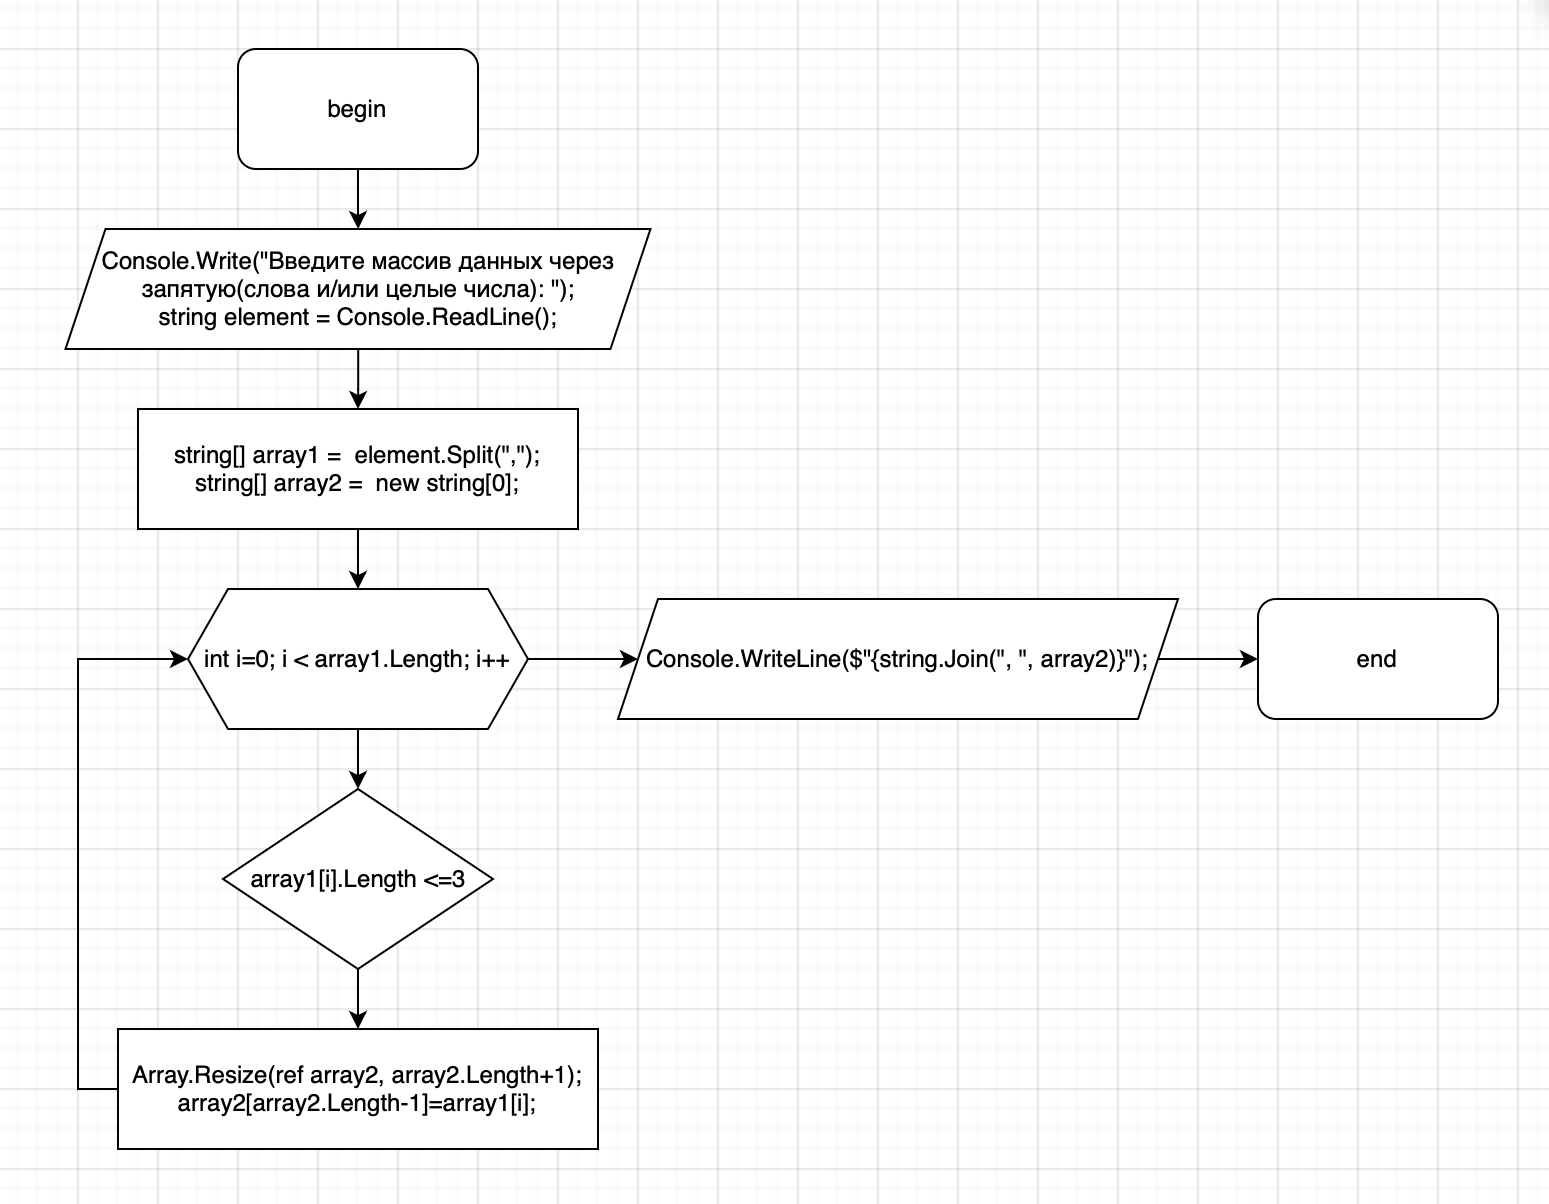 begin
Console.Write("Введите массив данных через
запятую(слова и/или целые числа): ");
string element = Console.ReadLine();
string[] array1 =  element.Split(",");
string[] array2 =  new string[0];
int i=0; i < array1.Length; i++
Console.WriteLine($"{string.Join(", ", array2)}");
end
array1[i].Length <=3
Array.Resize(ref array2, array2.Length+1);
array2[array2.Length-1]=array1[i];